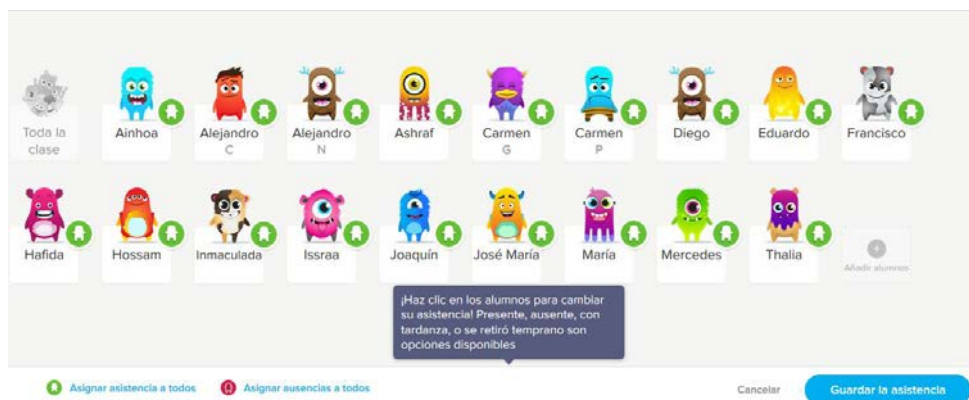 Toda la
clase
Ainhoa
Alejandro
C
Alejandro
N
Ashraf
Carmen
G
Carmen
P
Diego
Eduardo
Francisco
Hafida
Hossam
Inmaculada
Issraa
Joaquín
José María
María
Mercedes
Thalia
Añadir alumnos
¡Haz clic en los alumnos para cambiar
su asistencia! Presente, ausente, con
tardanza, o se retiró temprano son
opciones disponibles
Asignar asistencia a todos
Asignar ausencias a todos
Cancelar
Guardar la asistencia